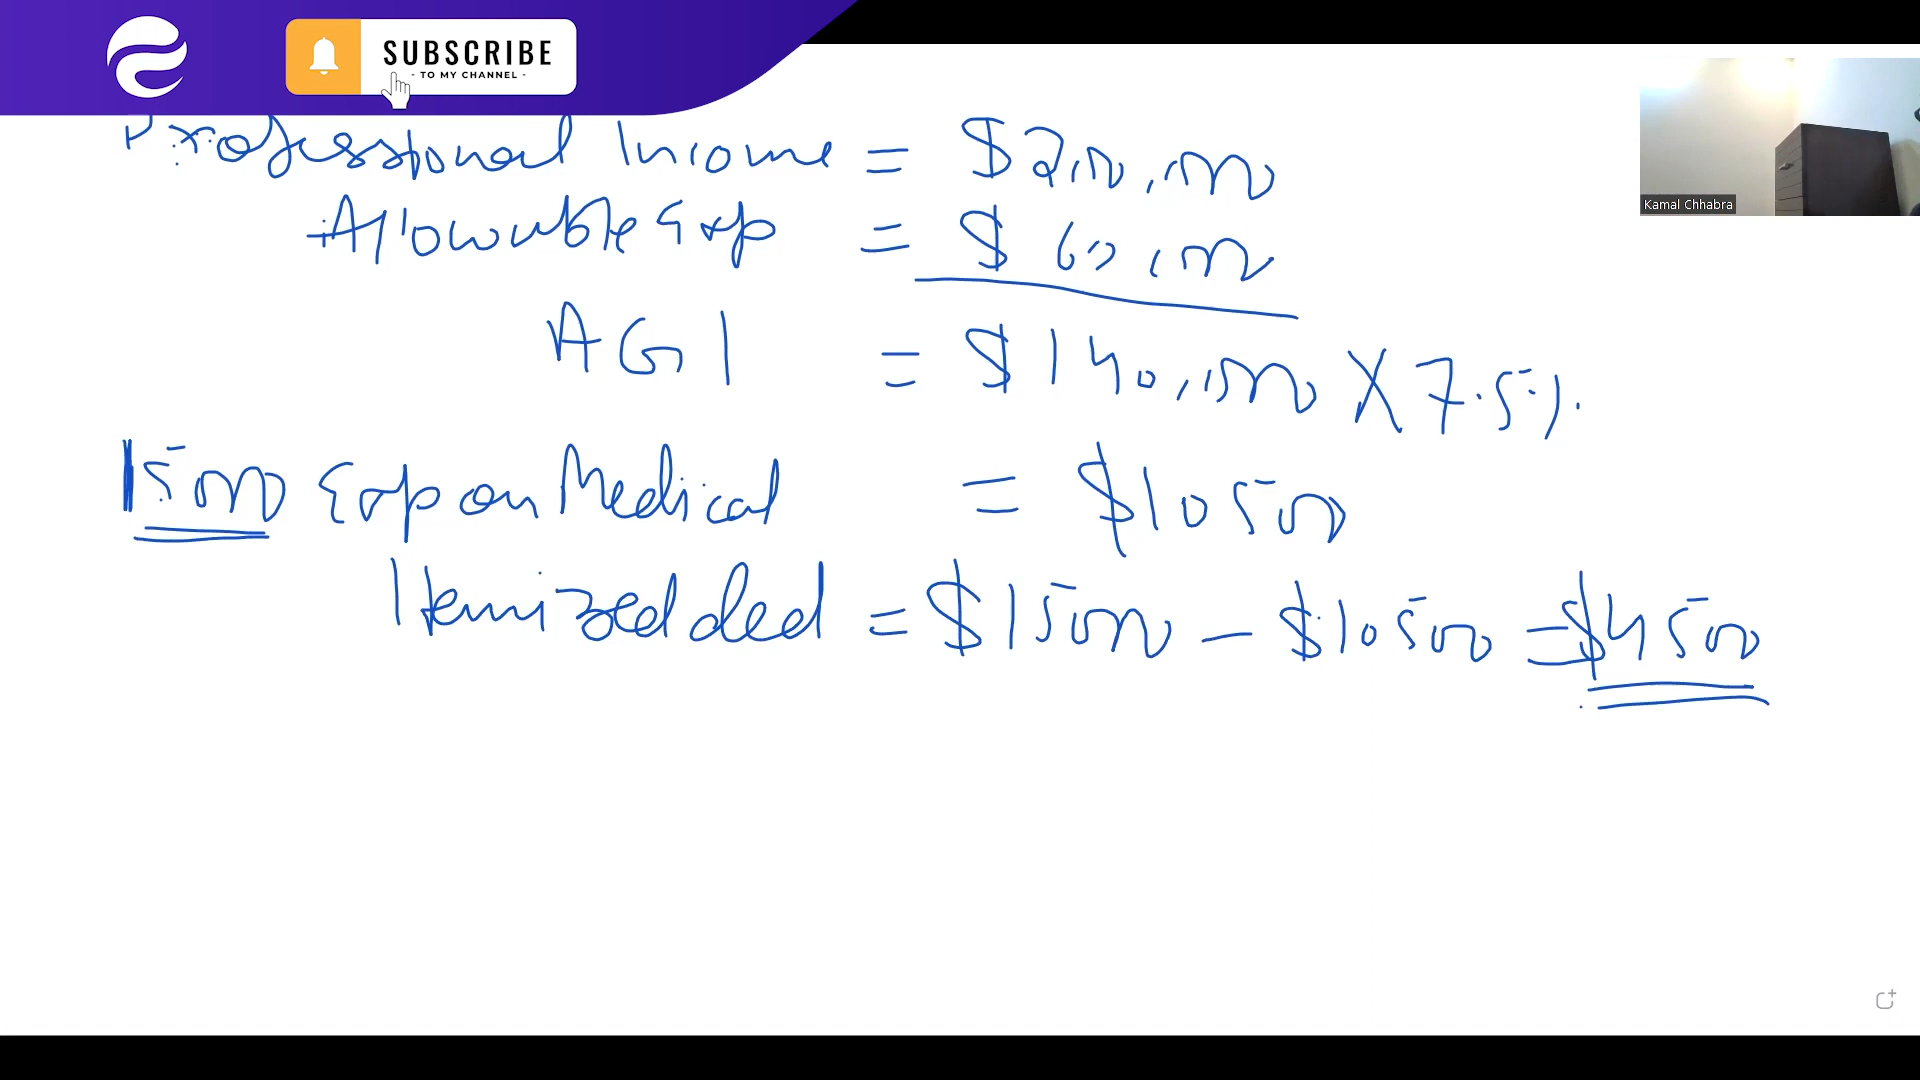 SUBSCRIBE
- TO MY CHANNEL -
Kamal Chhabra
Professional Income = $200,000
Allowable Exp = $60,000
AGI = $140,000 X 7.5%
15000 Exp on Medical = $10500
Itemized ded = $15000 - $10500 = $4500